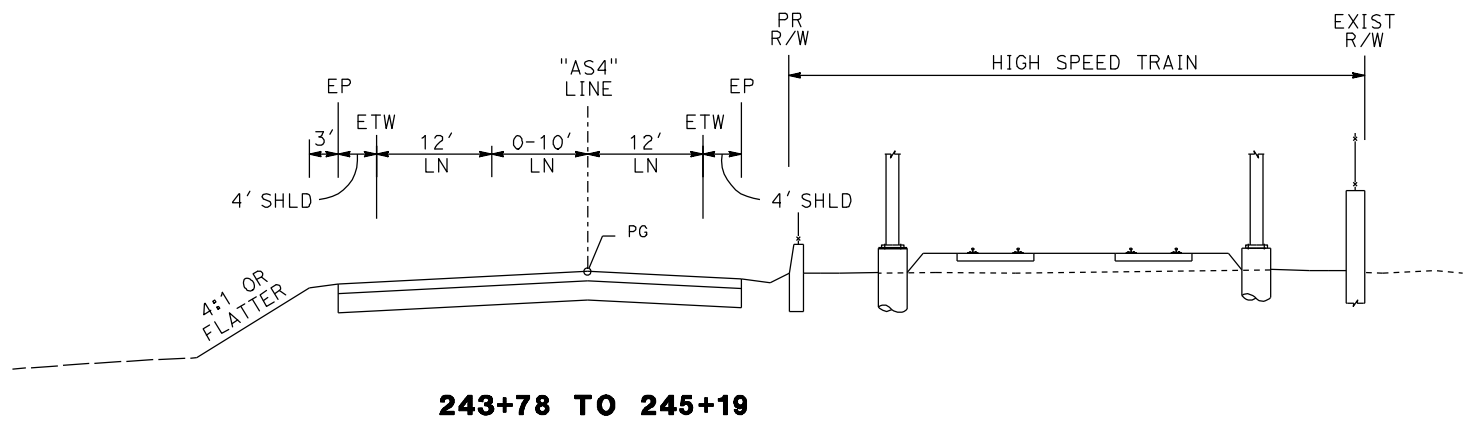 PR
R/W
EXIST
R/W
HIGH SPEED TRAIN
"AS4"
LINE
EP
EP
ETW
ETW
3'
12'
LN
0-10'
LN
12'
LN
4' SHLD
4' SHLD
PG
4:1 OR
FLATTER
243+78 TO 245+19